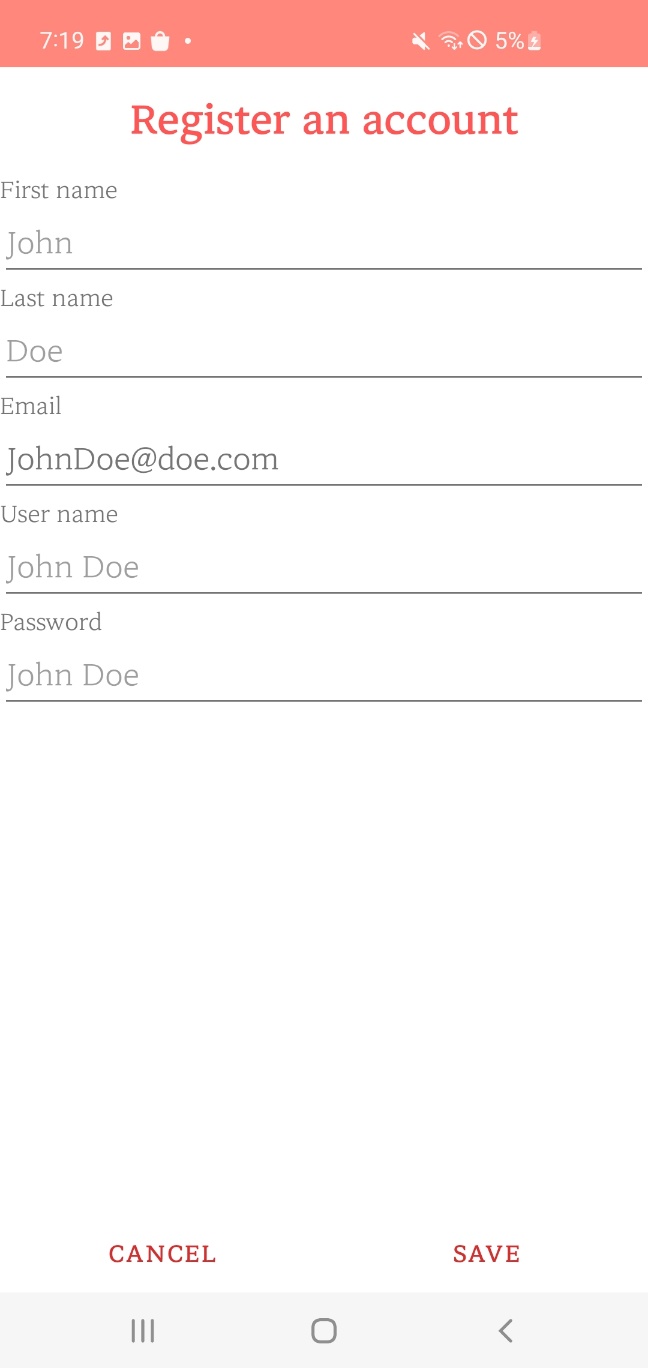 7:19 5%
Register an account
First name
John
Last name
Doe
Email
JohnDoe@doe.com
User name
John Doe
Password
John Doe
CANCEL SAVE